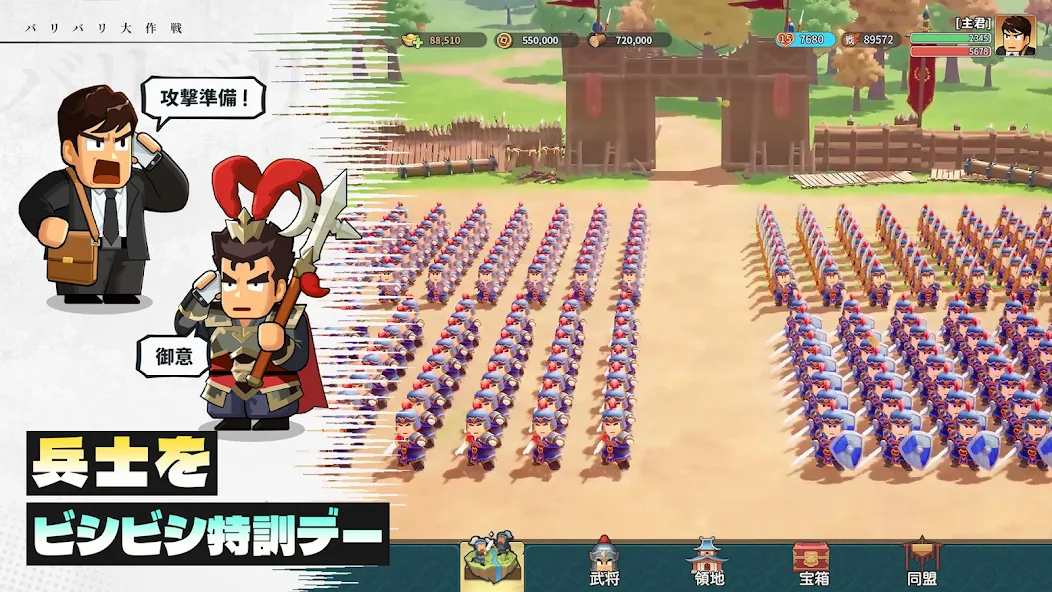 バリバリ大作戦
攻撃準備！
御意
兵士を
ビシビシ特訓デー
88,510
550,000
720,000
15
7680
89572
[主君]
2345
5678
武将
領地
宝箱
同盟